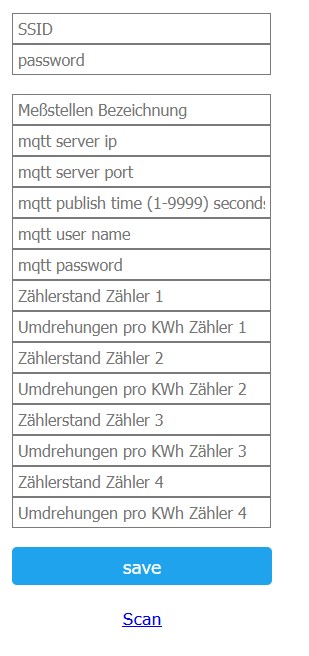 SSID
password
Meßstellen Bezeichnung
mqtt server ip
mqtt server port
mqtt publish time (1-9999) seconds
mqtt user name
mqtt password
Zählerstand Zähler 1
Umdrehungen pro KWh Zähler 1
Zählerstand Zähler 2
Umdrehungen pro KWh Zähler 2
Zählerstand Zähler 3
Umdrehungen pro KWh Zähler 3
Zählerstand Zähler 4
Umdrehungen pro KWh Zähler 4
save
Scan